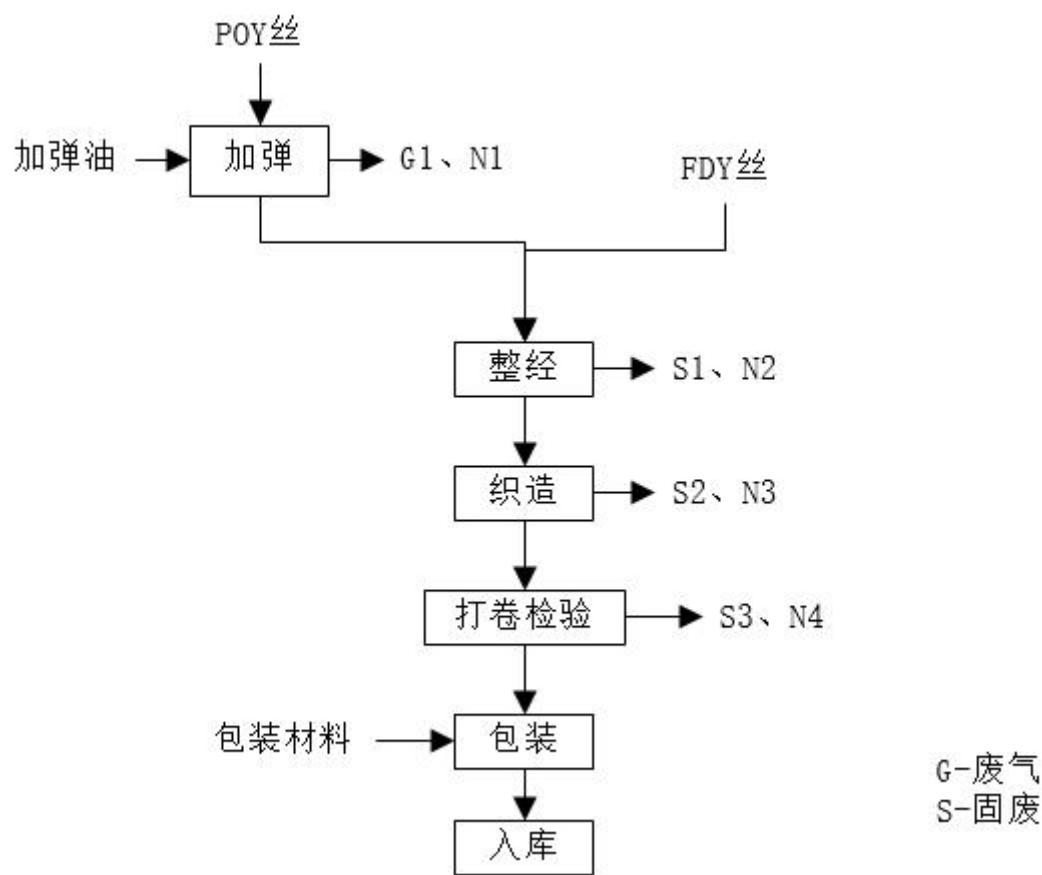 POY丝
加弹油
加弹
G1、N1
FDY丝
整经
S1、N2
织造
S2、N3
打卷检验
S3、N4
包装材料
包装
入库
G-废气
S-固废